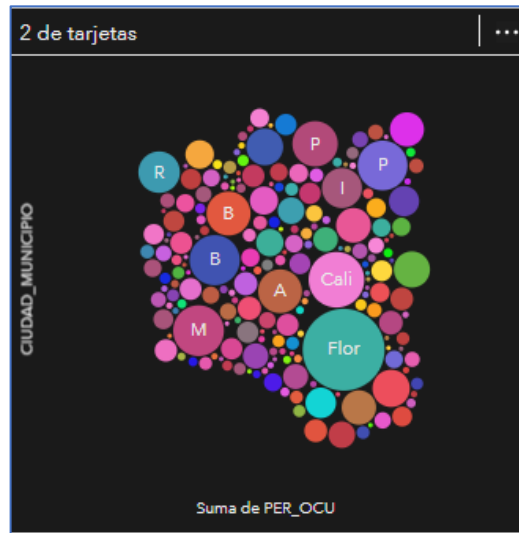 2 de tarjetas
P
P
R
I
B
B
Cali
A
M
Flor
CIUDAD_MUNICIPIO
Suma de PER_OCU